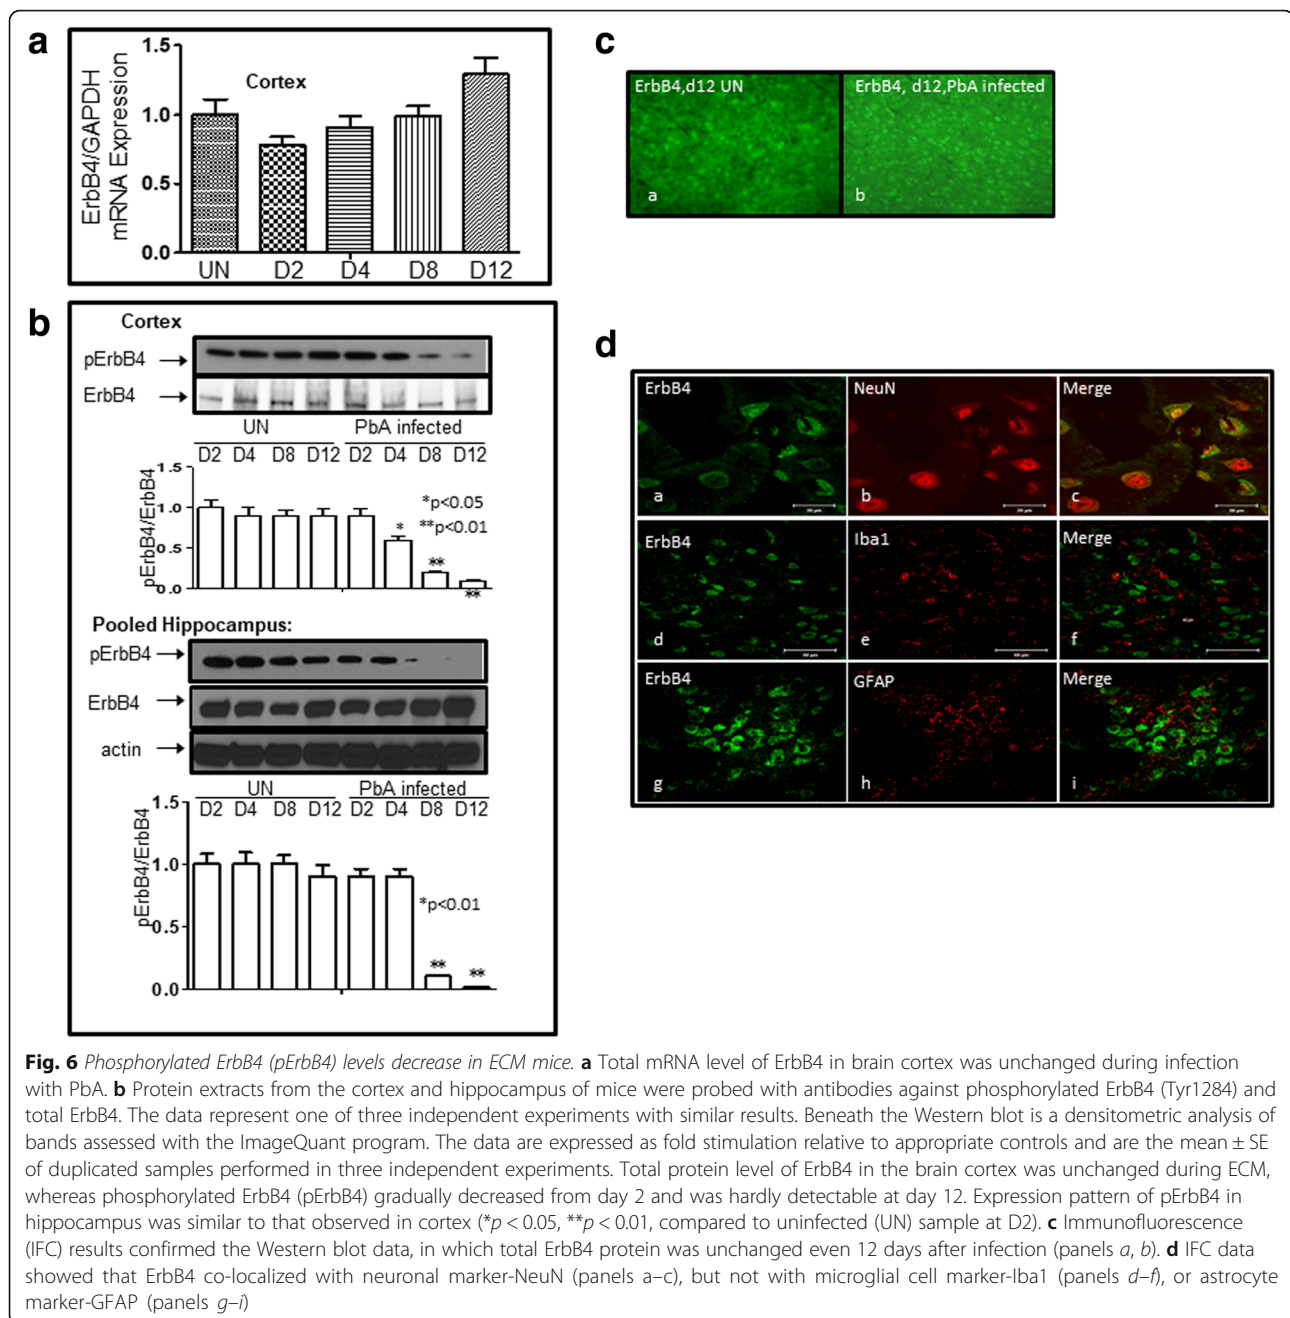 a
ErbB4/GAPDH
mRNA Expression
1.5
1.0
0.5
0.0
Cortex
UN D2 D4 D8 D12
b
Cortex
pErbB4
ErbB4
UN PbA infected
D2 D4 D8 D12 D2 D4 D8 D12
pErbB4/ErbB4
1.5
1.0
0.5
0.0
*p<0.05
**p<0.01
*
**
**
Pooled Hippocampus:
pErbB4
ErbB4
actin
UN PbA infected
D2 D4 D8 D12 D2 D4 D8 D12
pErbB4/ErbB4
1.5
1.0
0.5
0.0
*p<0.01
**
**
c
ErbB4,d12 UN
a
ErbB4, d12,PbA infected
b
d
ErbB4 NeuN Merge
a b c
ErbB4 Iba1 Merge
d e f
ErbB4 GFAP Merge
g h i
Fig. 6 Phosphorylated ErbB4 (pErbB4) levels decrease in ECM mice. a Total mRNA level of ErbB4 in brain cortex was unchanged during infection
with PbA. b Protein extracts from the cortex and hippocampus of mice were probed with antibodies against phosphorylated ErbB4 (Tyr1284) and
total ErbB4. The data represent one of three independent experiments with similar results. Beneath the Western blot is a densitometric analysis of
bands assessed with the ImageQuant program. The data are expressed as fold stimulation relative to appropriate controls and are the mean ± SE
of duplicated samples performed in three independent experiments. Total protein level of ErbB4 in the brain cortex was unchanged during ECM,
whereas phosphorylated ErbB4 (pErbB4) gradually decreased from day 2 and was hardly detectable at day 12. Expression pattern of pErbB4 in
hippocampus was similar to that observed in cortex (*p < 0.05, **p < 0.01, compared to uninfected (UN) sample at D2). c Immunofluorescence
(IFC) results confirmed the Western blot data, in which total ErbB4 protein was unchanged even 12 days after infection (panels a, b). d IFC data
showed that ErbB4 co-localized with neuronal marker-NeuN (panels a–c), but not with microglial cell marker-Iba1 (panels d–f), or astrocyte
marker-GFAP (panels g–i)